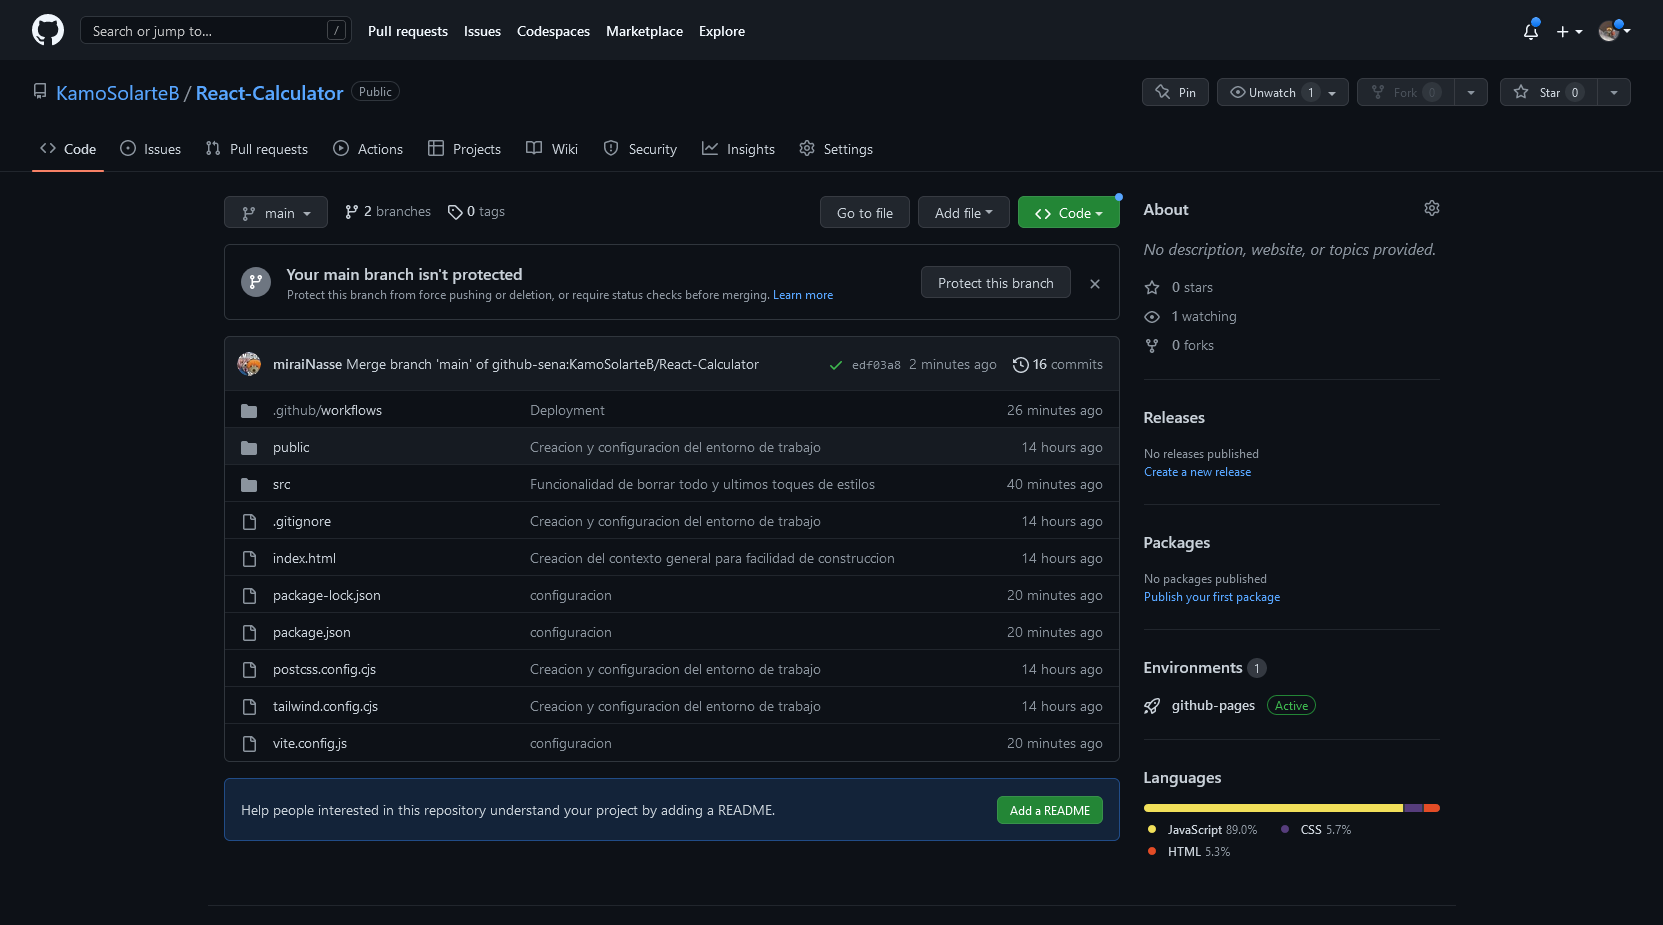 Search or jump to... /
Pull requests Issues Codespaces Marketplace Explore
KamoSolarteB / React-Calculator Public
Pin Unwatch 1 Fork 0 Star 0
Code Issues Pull requests Actions Projects Wiki Security Insights Settings
main 2 branches 0 tags Go to file Add file Code
Your main branch isn't protected
Protect this branch from force pushing or deletion, or require status checks before merging. Learn more
Protect this branch
miraiNasse Merge branch 'main' of github-sena:KamoSolarteB/React-Calculator edf03a8 2 minutes ago 16 commits
.github/workflows Deployment 26 minutes ago
public Creacion y configuracion del entorno de trabajo 14 hours ago
src Funcionalidad de borrar todo y ultimos toques de estilos 40 minutes ago
.gitignore Creacion y configuracion del entorno de trabajo 14 hours ago
index.html Creacion del contexto general para facilidad de construccion 14 hours ago
package-lock.json configuracion 20 minutes ago
package.json configuracion 20 minutes ago
postcss.config.cjs Creacion y configuracion del entorno de trabajo 14 hours ago
tailwind.config.cjs Creacion y configuracion del entorno de trabajo 14 hours ago
vite.config.js configuracion 20 minutes ago
Help people interested in this repository understand your project by adding a README. Add a README
About
No description, website, or topics provided.
0 stars
1 watching
0 forks
Releases
No releases published
Create a new release
Packages
No packages published
Publish your first package
Environments 1
github-pages Active
Languages
JavaScript 89.0% CSS 5.7%
HTML 5.3%